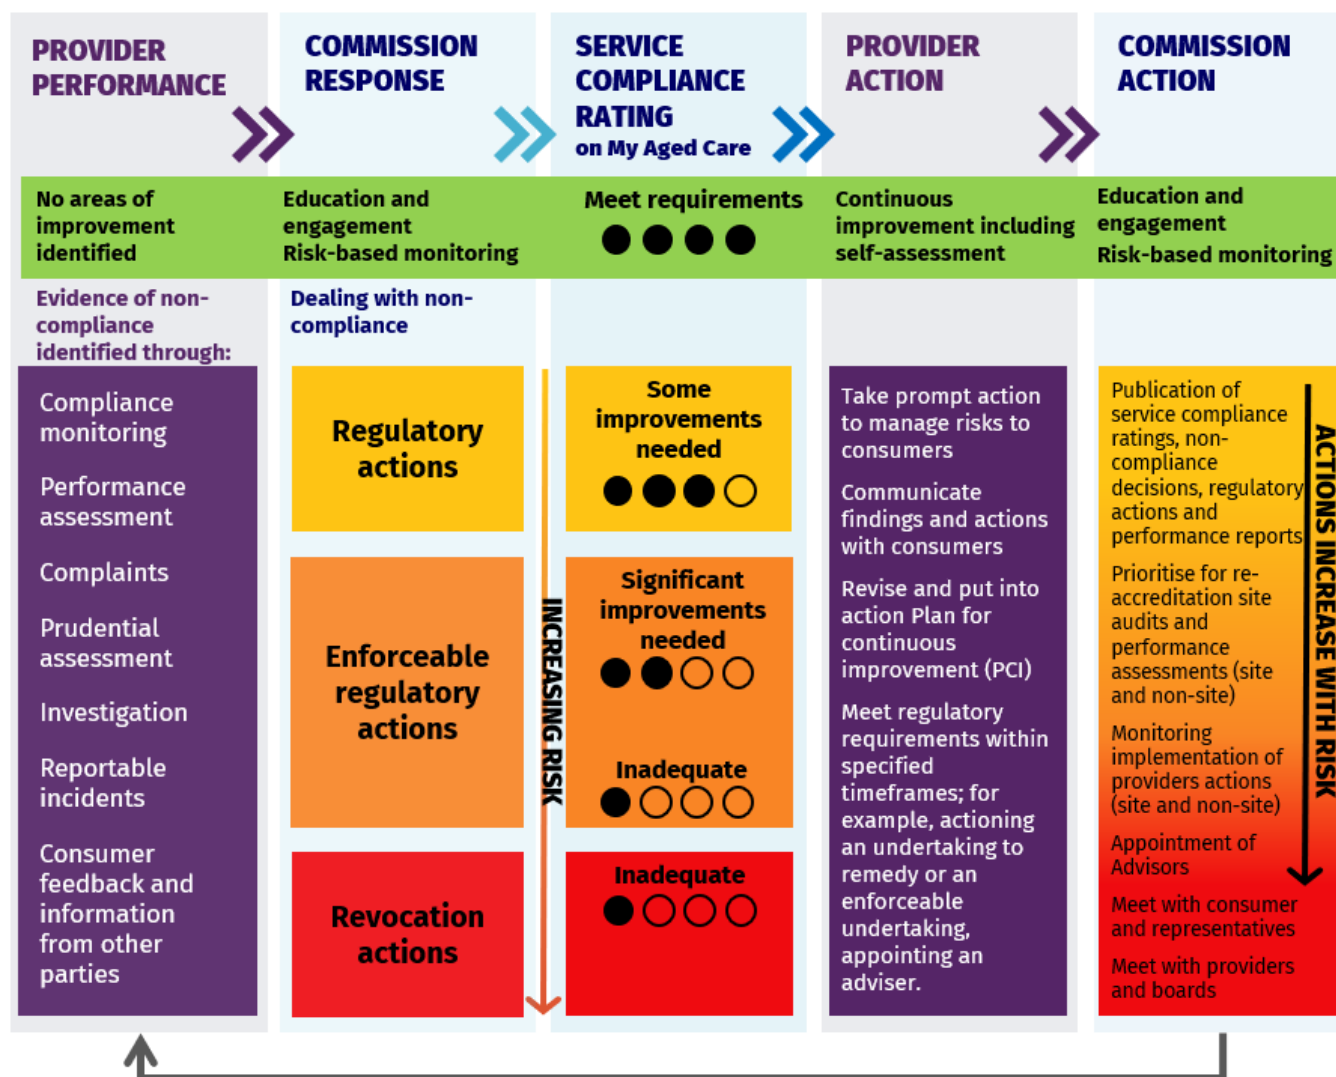 PROVIDER
PERFORMANCE
COMMISSION
RESPONSE
SERVICE
COMPLIANCE
RATING
on My Aged Care
PROVIDER
ACTION
COMMISSION
ACTION
No areas of
improvement
identified
Education and
engagement
Risk-based monitoring
Meet requirements
Continuous
improvement including
self-assessment
Education and
engagement
Risk-based monitoring
Evidence of non-
compliance
identified through:
Dealing with non-
compliance
Compliance
monitoring
Performance
assessment
Complaints
Prudential
assessment
Investigation
Reportable
incidents
Consumer
feedback and
information
from other
parties
Regulatory
actions
Enforceable
regulatory
actions
Revocation
actions
INCREASING RISK
Some
improvements
needed
Significant
improvements
needed
Inadequate
Inadequate
Take prompt action
to manage risks to
consumers
Communicate
findings and actions
with consumers
Revise and put into
action Plan for
continuous
improvement (PCI)
Meet regulatory
requirements within
specified
timeframes; for
example, actioning
an undertaking to
remedy or an
enforceable
undertaking,
appointing an
adviser.
Publication of
service compliance
ratings, non-
compliance
decisions, regulatory
actions and
performance reports
Prioritise for re-
accreditation site
audits and
performance
assessments (site
and non-site)
Monitoring
implementation of
providers actions
(site and non-site)
Appointment of
Advisors
Meet with consumer
and representatives
Meet with providers
and boards
ACTIONS INCREASE WITH RISK